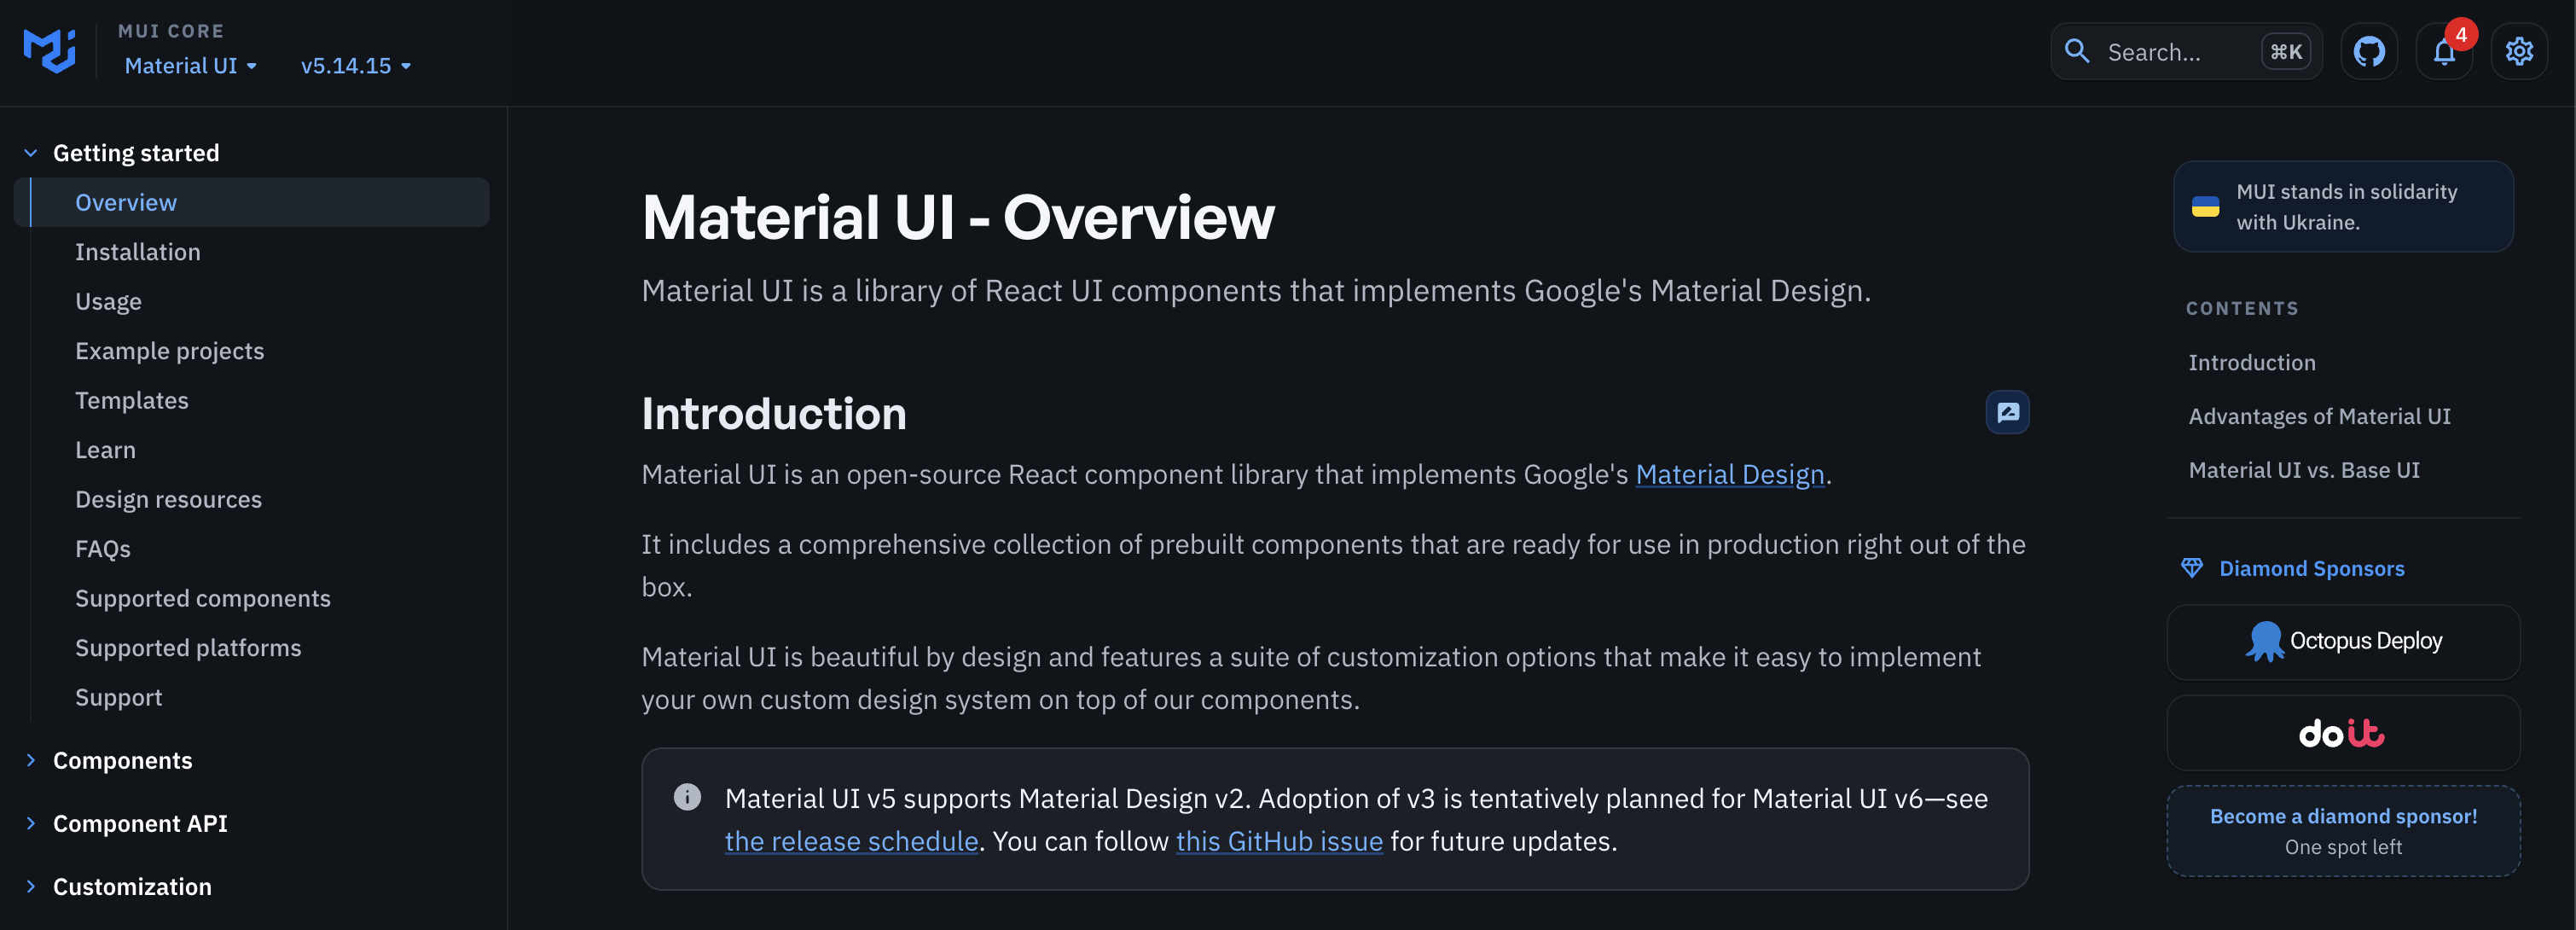 MUI CORE
Material UI
v5.14.15
Search...
⌘K
4
Getting started
Overview
Installation
Usage
Example projects
Templates
Learn
Design resources
FAQs
Supported components
Supported platforms
Support
Components
Component API
Customization
Material UI - Overview
Material UI is a library of React UI components that implements Google's Material Design.
Introduction
Material UI is an open-source React component library that implements Google's Material Design.
It includes a comprehensive collection of prebuilt components that are ready for use in production right out of the
box.
Material UI is beautiful by design and features a suite of customization options that make it easy to implement
your own custom design system on top of our components.
Material UI v5 supports Material Design v2. Adoption of v3 is tentatively planned for Material UI v6—see
the release schedule. You can follow this GitHub issue for future updates.
MUI stands in solidarity
with Ukraine.
CONTENTS
Introduction
Advantages of Material UI
Material UI vs. Base UI
Diamond Sponsors
Octopus Deploy
doit
Become a diamond sponsor!
One spot left